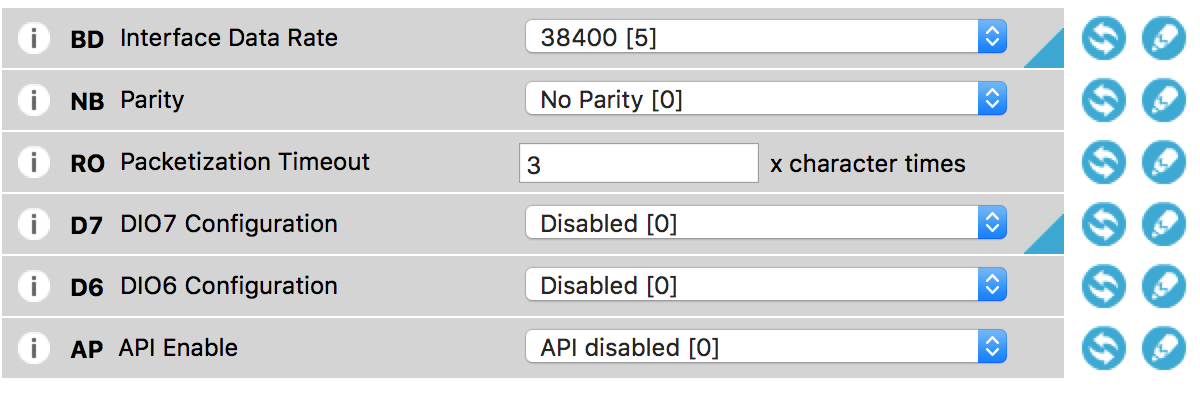 i BD Interface Data Rate 38400 [5]
i NB Parity No Parity [0]
i RO Packetization Timeout 3 x character times
i D7 DIO7 Configuration Disabled [0]
i D6 DIO6 Configuration Disabled [0]
i AP API Enable API disabled [0]